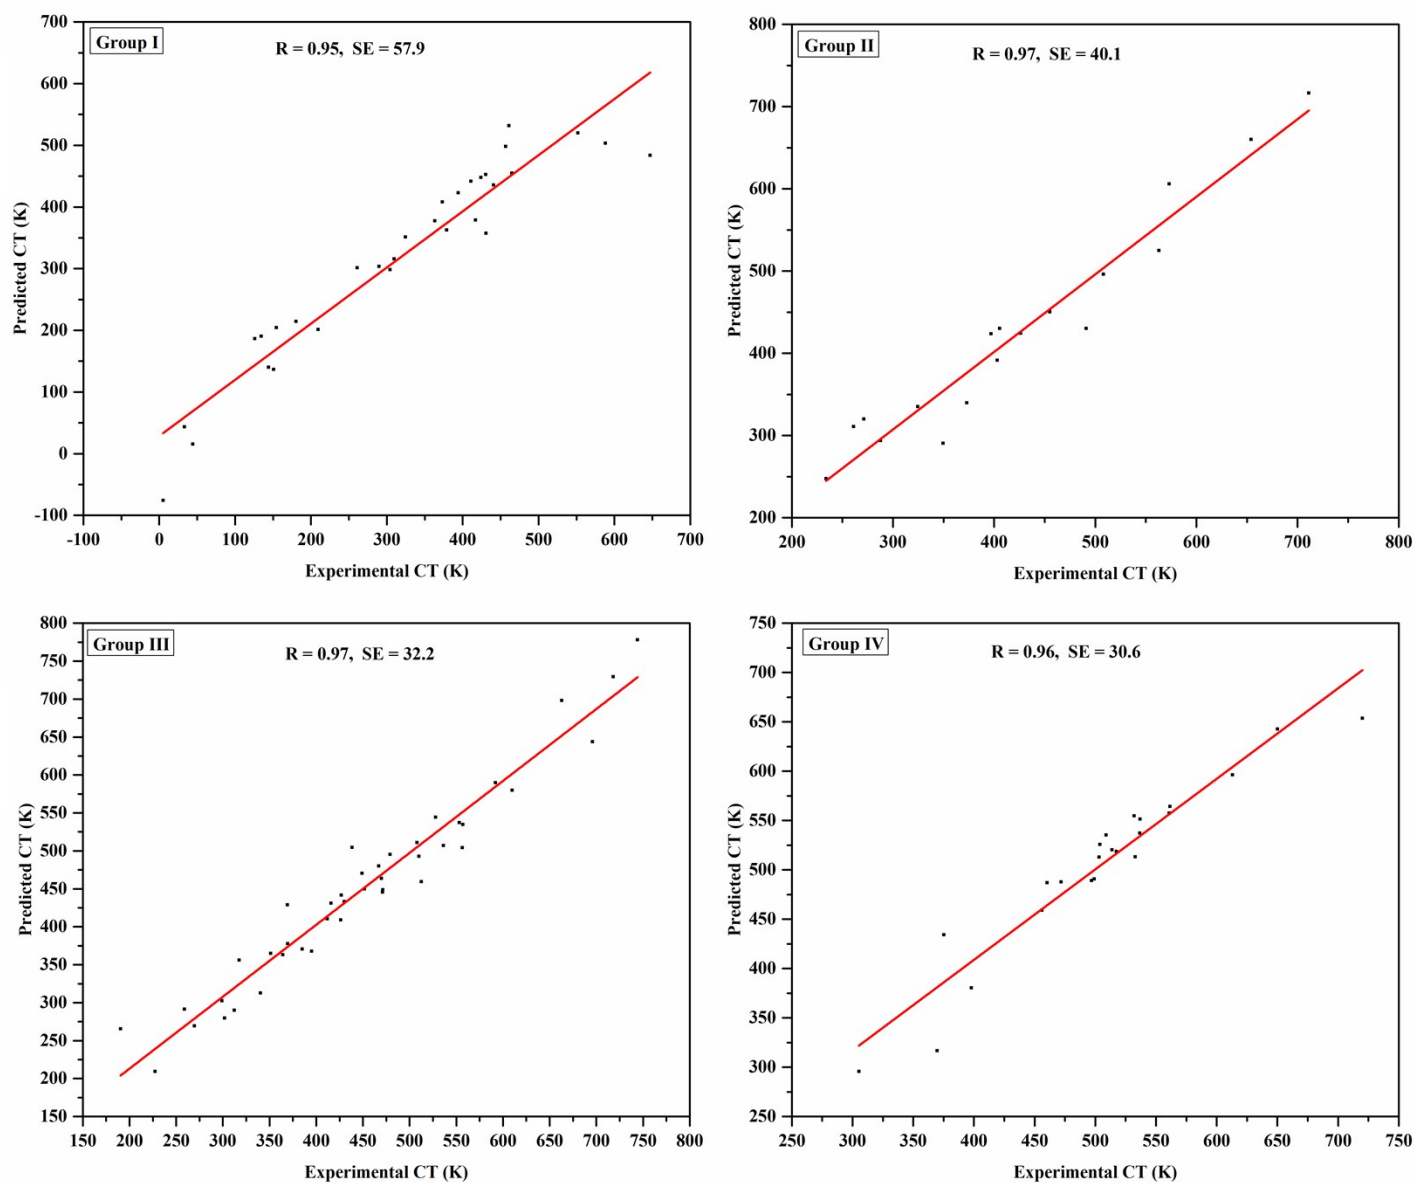 Group I
R = 0.95, SE = 57.9
700
600
500
400
300
200
100
0
-100
Predicted CT (K)
-100 0 100 200 300 400 500 600 700
Experimental CT (K)
Group II
R = 0.97, SE = 40.1
800
700
600
500
400
300
200
Predicted CT (K)
200 300 400 500 600 700 800
Experimental CT (K)
Group III
R = 0.97, SE = 32.2
800
750
700
650
600
550
500
450
400
350
300
250
200
150
Predicted CT (K)
150 200 250 300 350 400 450 500 550 600 650 700 750 800
Experimental CT (K)
Group IV
R = 0.96, SE = 30.6
750
700
650
600
550
500
450
400
350
300
250
Predicted CT (K)
250 300 350 400 450 500 550 600 650 700 750
Experimental CT (K)